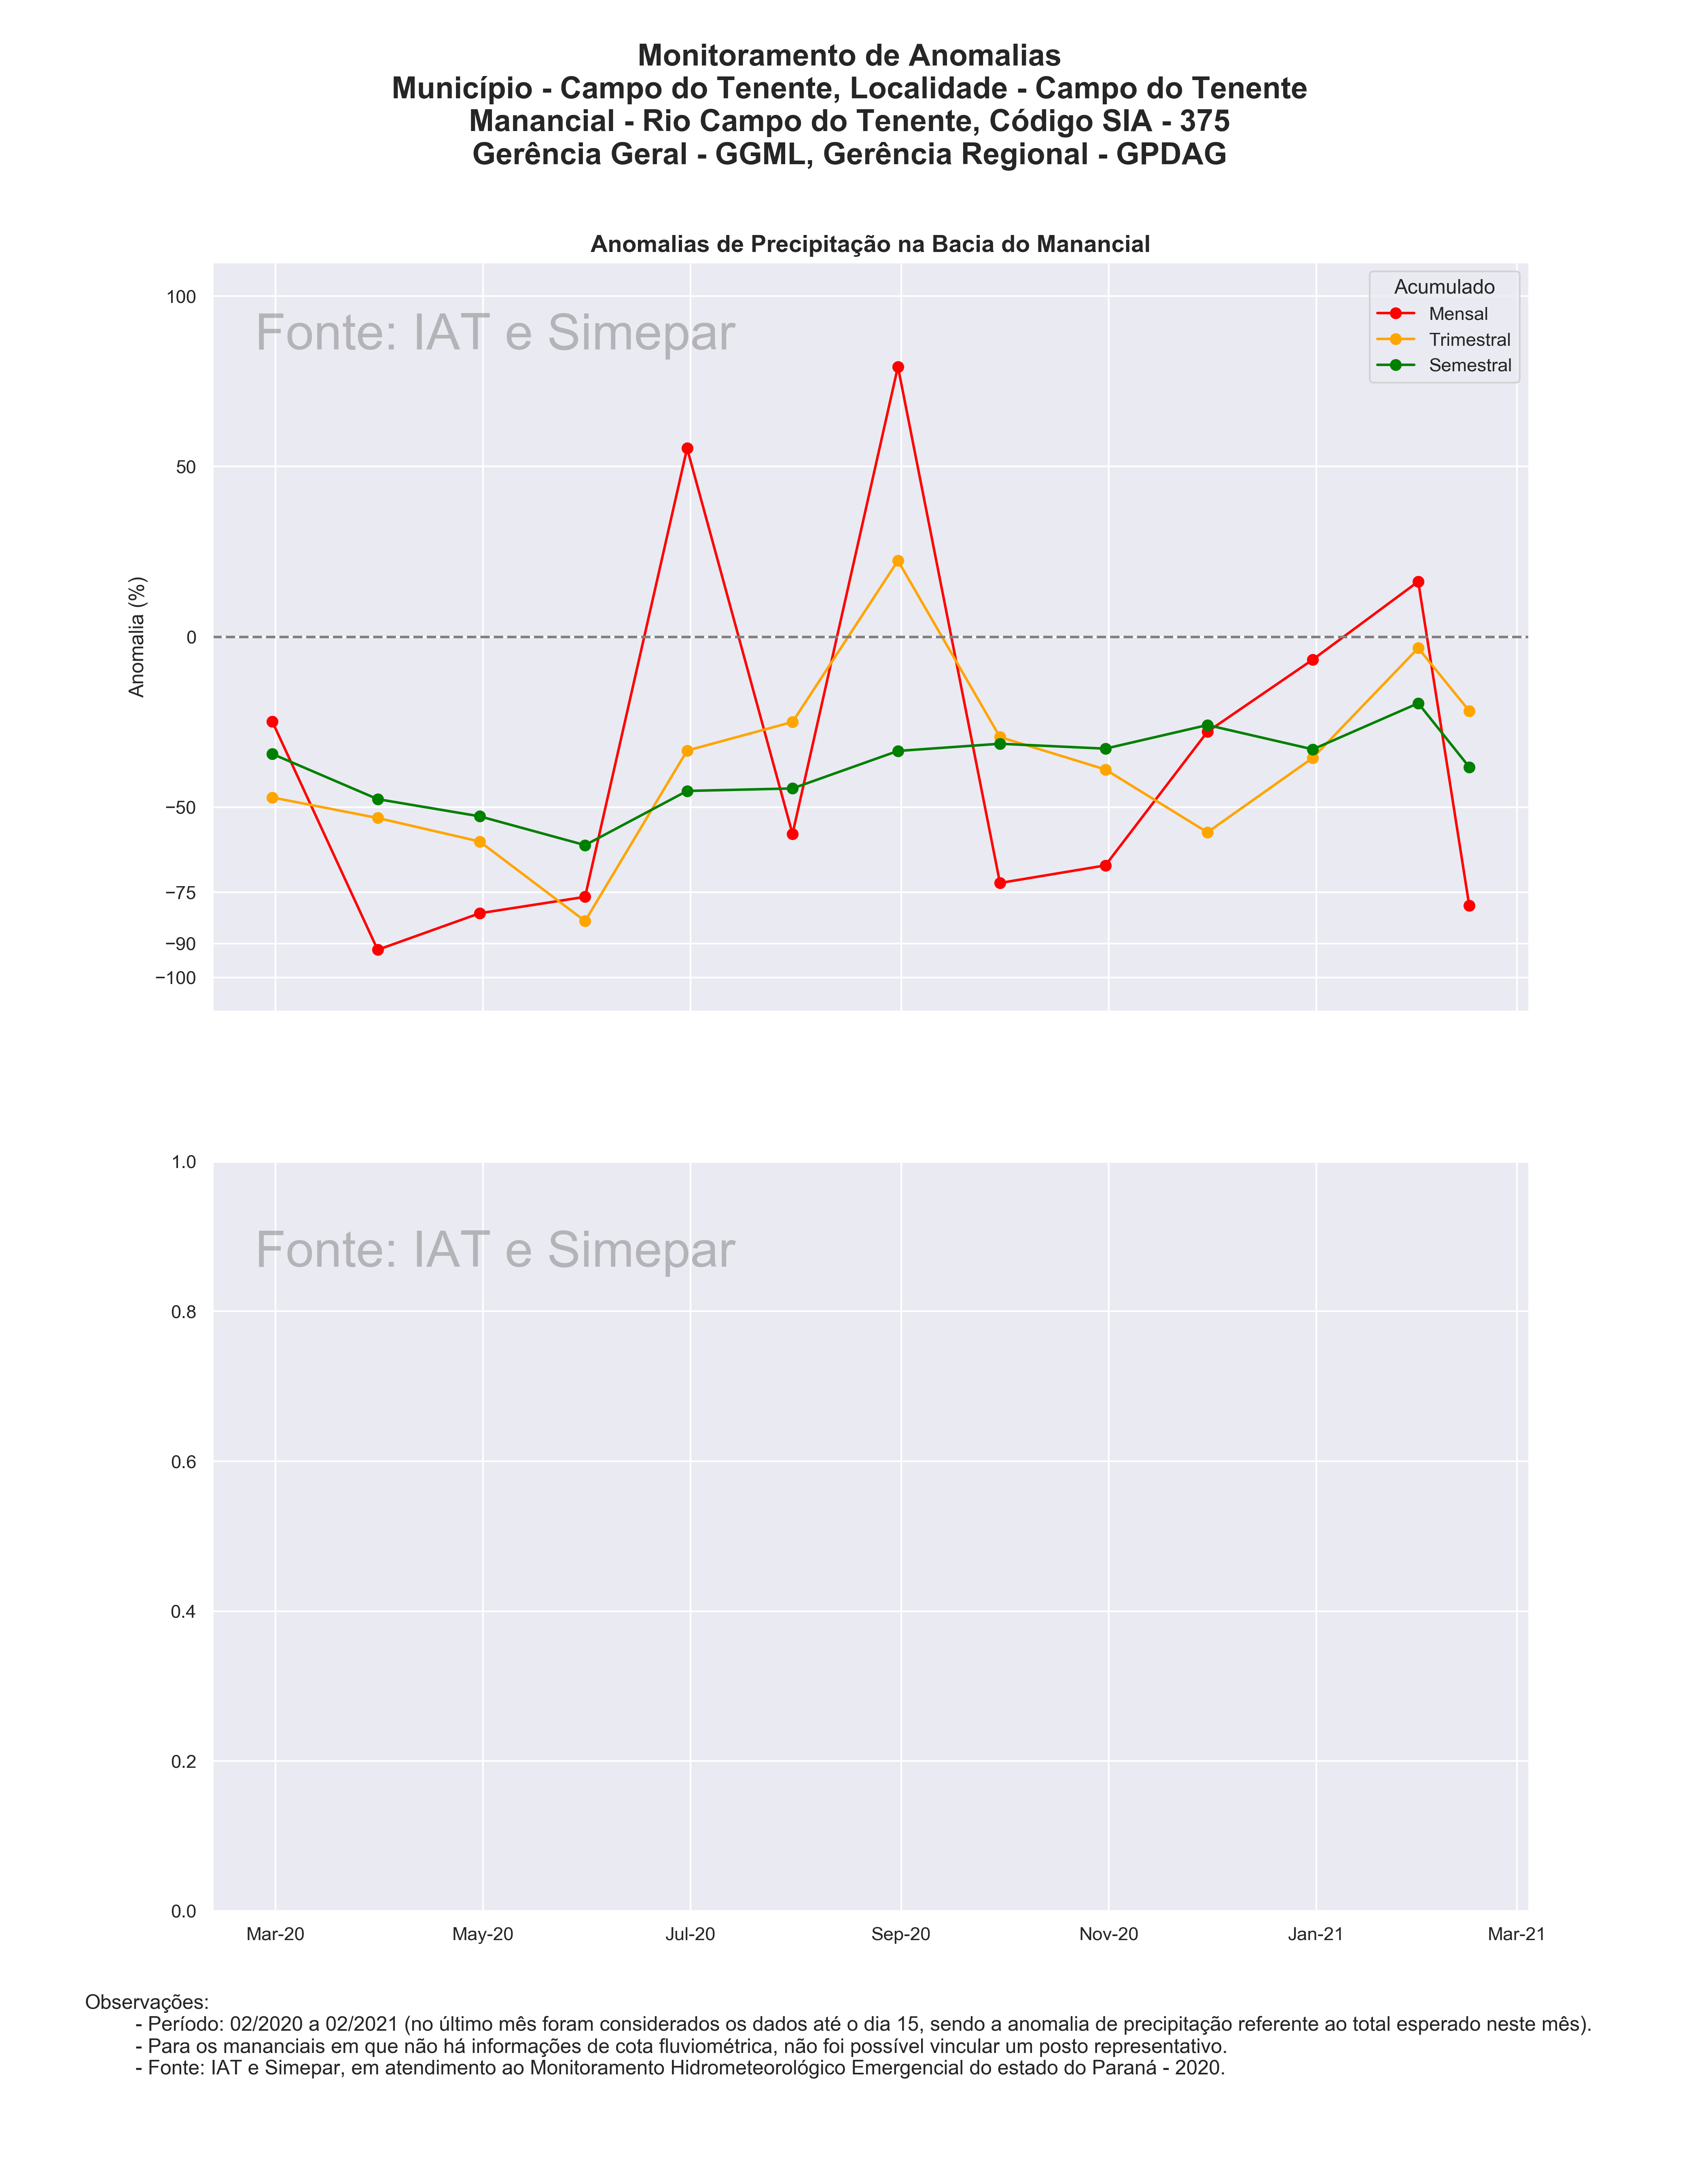 Monitoramento de Anomalias
Município - Campo do Tenente, Localidade - Campo do Tenente
Manancial - Rio Campo do Tenente, Código SIA - 375
Gerência Geral - GGML, Gerência Regional - GPDAG
Anomalias de Precipitação na Bacia do Manancial
Fonte: IAT e Simepar
Acumulado
Mensal
Trimestral
Semestral
Anomalia (%)
100
50
0
−50
−75
−90
−100
Fonte: IAT e Simepar
1.0
0.8
0.6
0.4
0.2
0.0
Mar-20 May-20 Jul-20 Sep-20 Nov-20 Jan-21 Mar-21
Observações:
- Período: 02/2020 a 02/2021 (no último mês foram considerados os dados até o dia 15, sendo a anomalia de precipitação referente ao total esperado neste mês).
- Para os mananciais em que não há informações de cota fluviométrica, não foi possível vincular um posto representativo.
- Fonte: IAT e Simepar, em atendimento ao Monitoramento Hidrometeorológico Emergencial do estado do Paraná - 2020.